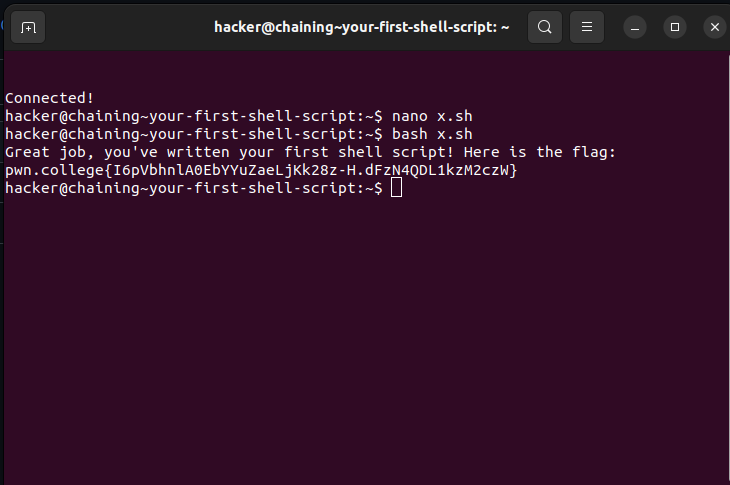 hacker@chaining~your-first-shell-script: ~
Connected!
hacker@chaining~your-first-shell-script:~$ nano x.sh
hacker@chaining~your-first-shell-script:~$ bash x.sh
Great job, you've written your first shell script! Here is the flag:
pwn.college{I6pVbhnlA0EbYYuZaeLjKk28z-H.dFzN4QDL1kzM2czW}
hacker@chaining~your-first-shell-script:~$